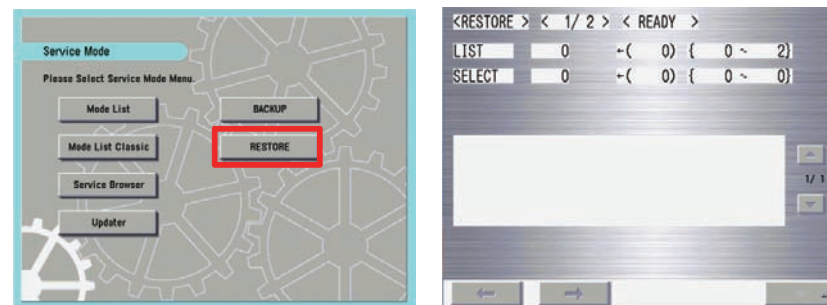 Service Mode
Please Select Service Mode Menu.
Mode List
BACKUP
Mode List Classic
RESTORE
Service Browser
Updater
<RESTORE > < 1/ 2 > < READY >
LIST 0 ←( 0) { 0 ~ 2}
SELECT 0 ←( 0) { 0 ~ 0}
1/ 1
← →